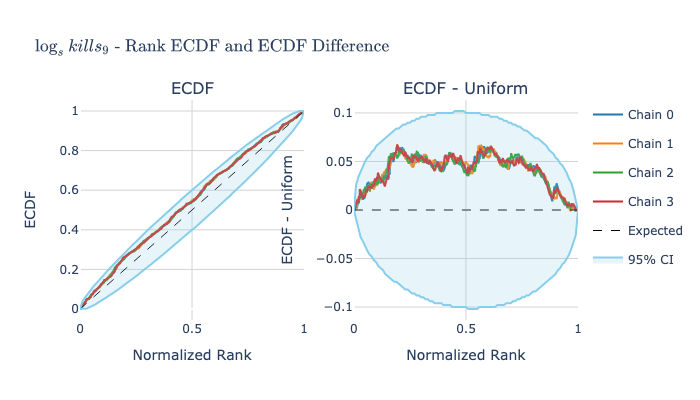 log_s kills_9 - Rank ECDF and ECDF Difference
ECDF
ECDF - Uniform
ECDF
1
0.8
0.6
0.4
0.2
0
0
0.5
1
Normalized Rank
ECDF - Uniform
0.1
0.05
0
−0.05
−0.1
0
0.5
1
Normalized Rank
Chain 0
Chain 1
Chain 2
Chain 3
Expected
95% CI